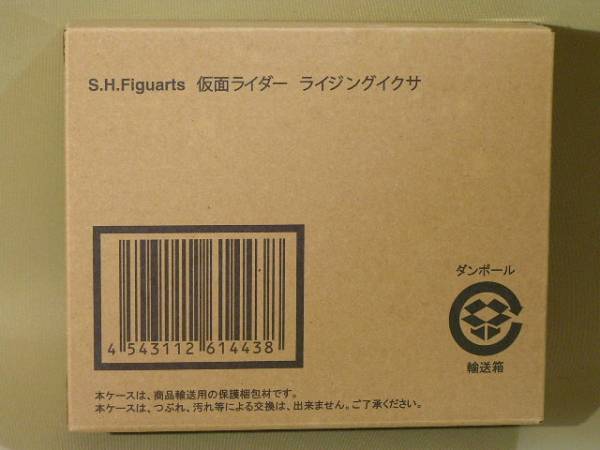 S.H.Figuarts 仮面ライダー ライジングイクサ
4 543112 614438
ダンボール
輸送箱
本ケースは、商品輸送用の保護梱包材です。
本ケースは、つぶれ、汚れ等による交換は、出来ません。ご了承ください。